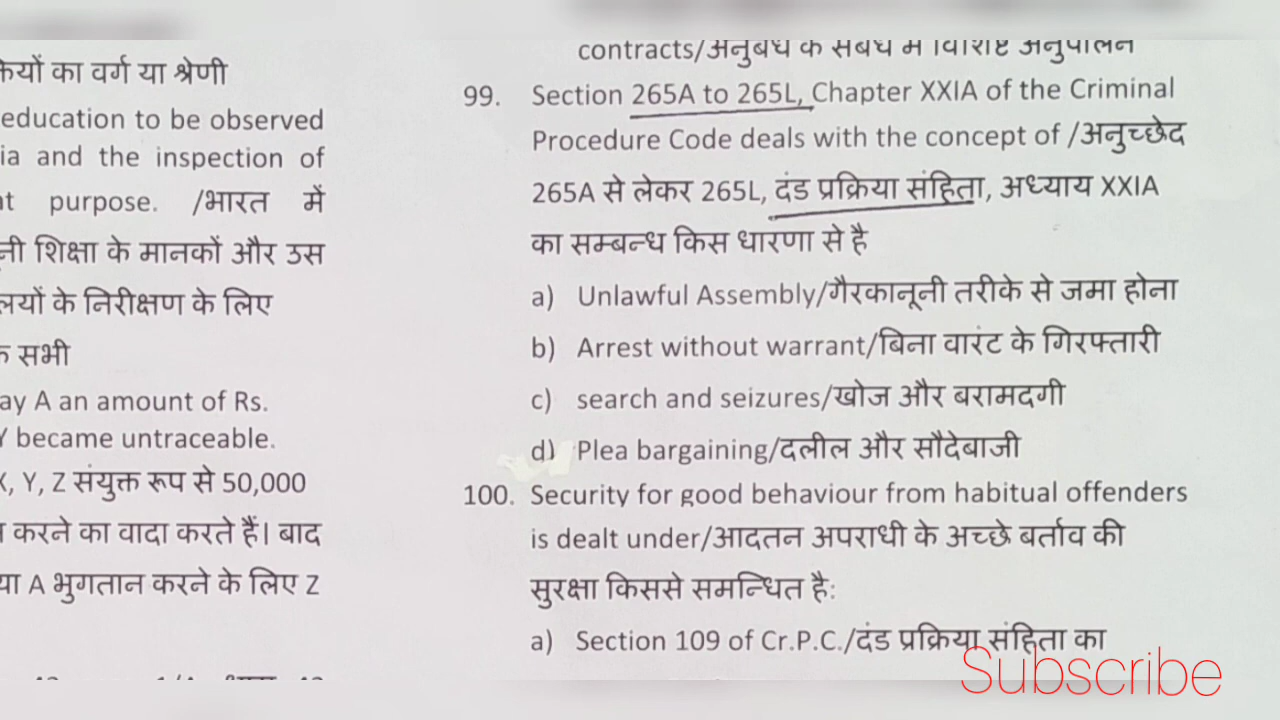 कियों का वर्ग या श्रेणी
education to be observed
ia and the inspection of
purpose. /भारत में
नी शिक्षा के मानकों और उस
लयों के निरीक्षण के लिए
सभी
ay A an amount of Rs.
Y became untraceable.
X, Y, Z संयुक्त रूप से 50,000
करने का वादा करते हैं। बाद
या A भुगतान करने के लिए Z
contracts/अनुबंध के संबंध में विशिष्ट अनुपालन
99. Section 265A to 265L, Chapter XXIA of the Criminal
Procedure Code deals with the concept of /अनुच्छेद
265A से लेकर 265L, दंड प्रक्रिया संहिता, अध्याय XXIA
का सम्बन्ध किस धारणा से है
a) Unlawful Assembly/गैरकानूनी तरीके से जमा होना
b) Arrest without warrant/बिना वारंट के गिरफ्तारी
c) search and seizures/खोज और बरामदगी
d) Plea bargaining/दलील और सौदेबाजी
100. Security for good behaviour from habitual offenders
is dealt under/आदतन अपराधी के अच्छे बर्ताव की
सुरक्षा किससे समन्धित है:
a) Section 109 of Cr.P.C./दंड प्रक्रिया संहिता का
Subscribe